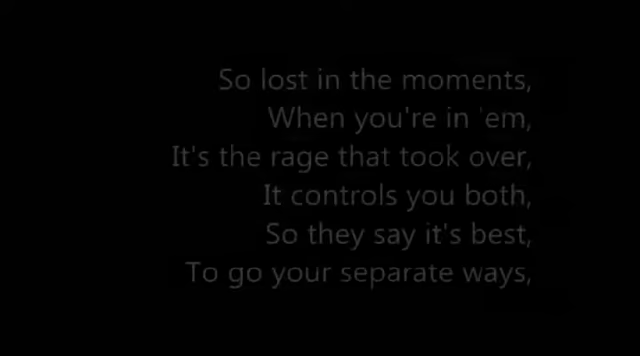 So lost in the moments,
When you're in 'em,
It's the rage that took over,
It controls you both,
So they say it's best,
To go your separate ways,